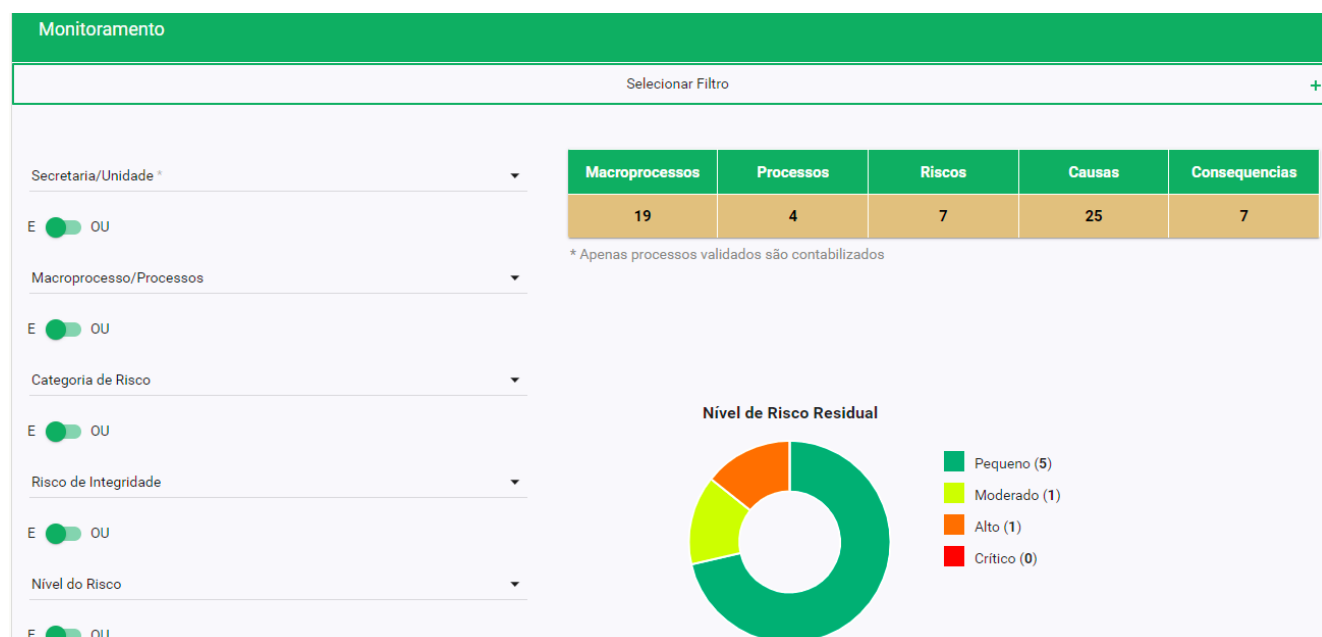 Monitoramento
Selecionar Filtro +
Secretaria/Unidade *
E OU
Macroprocesso/Processos
E OU
Categoria de Risco
E OU
Risco de Integridade
E OU
Nível do Risco
E OU
Macroprocessos Processos Riscos Causas Consequencias
19 4 7 25 7
* Apenas processos validados são contabilizados
Nível de Risco Residual
Pequeno (5)
Moderado (1)
Alto (1)
Crítico (0)